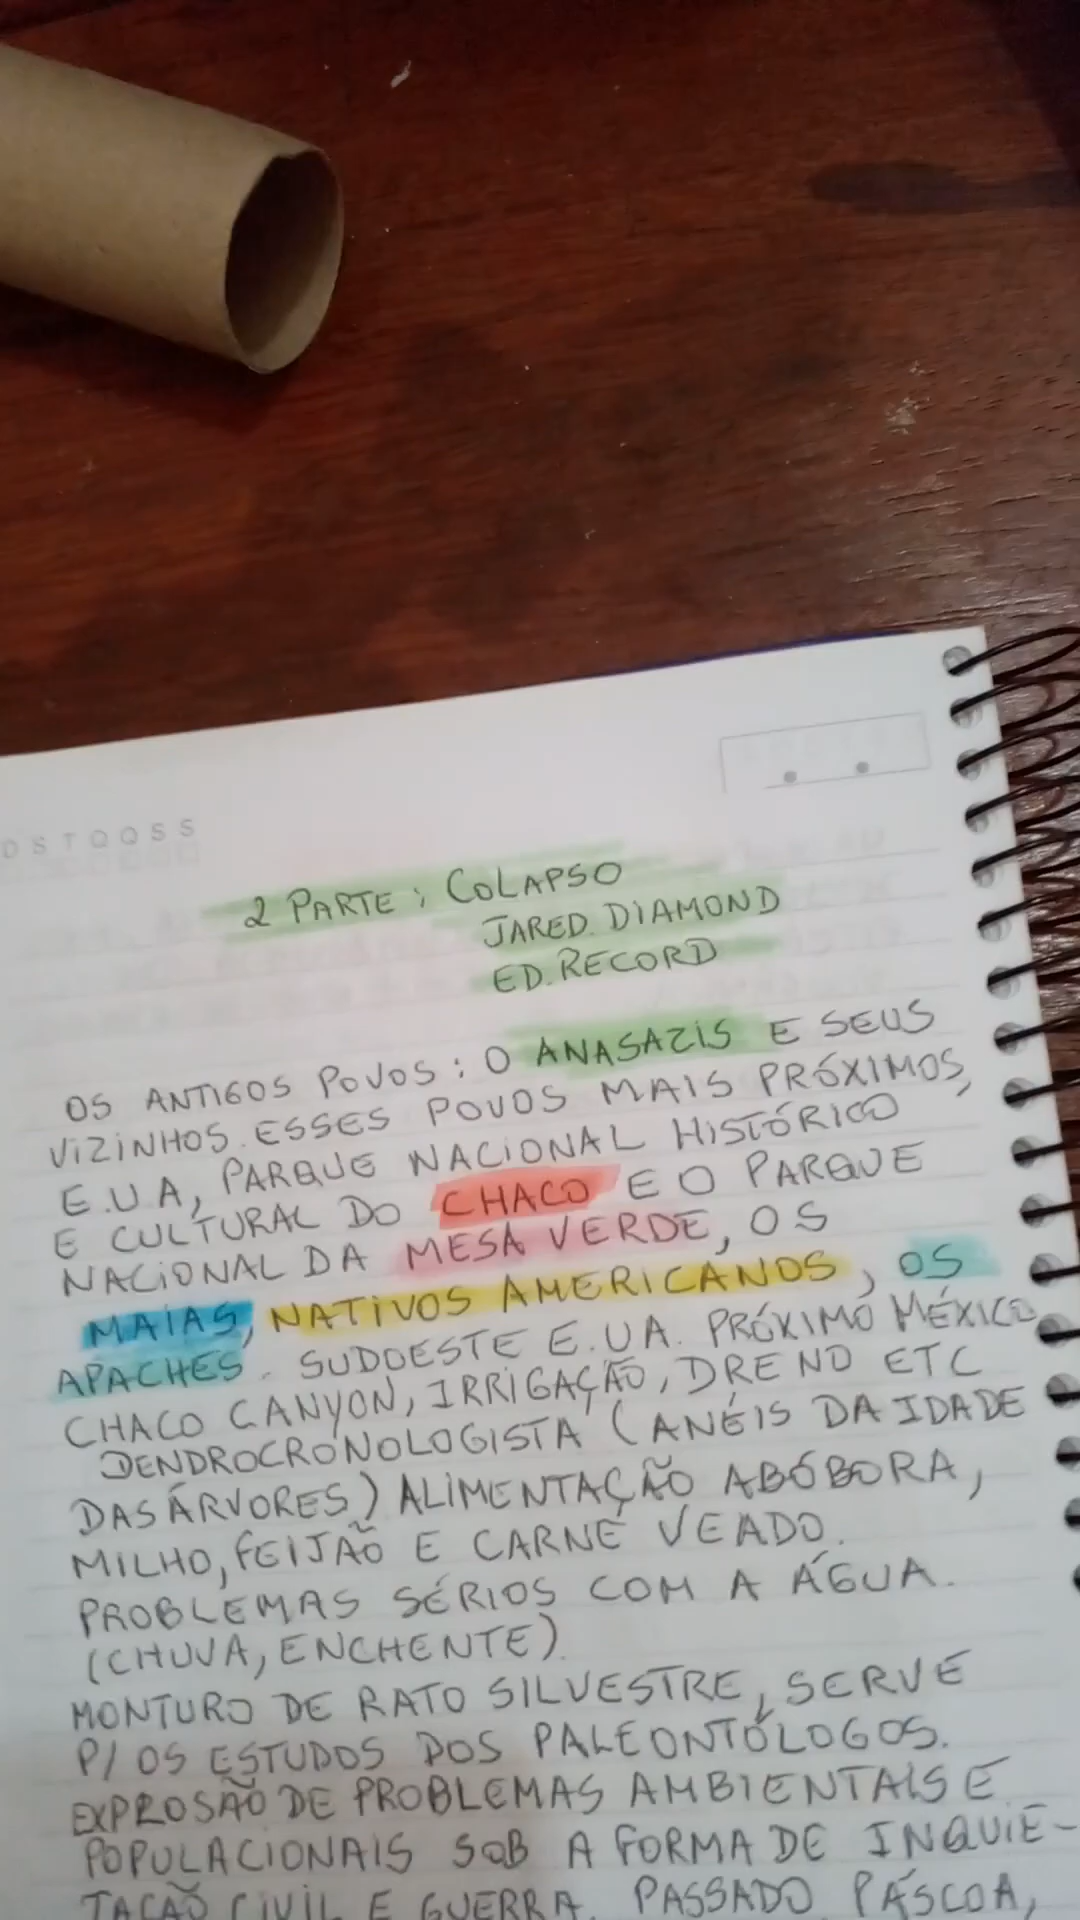 D S T Q Q S S
2 PARTE: COLAPSO
JARED. DIAMOND
ED. RECORD
OS ANTIGOS POVOS: O ANASAZIS E SEUS
VIZINHOS. ESSES POVOS MAIS PRÓXIMOS,
E.U.A, PARQUE NACIONAL HISTÓRICO
E CULTURAL DO CHACO E O PARQUE
NACIONAL DA MESA VERDE, OS
MAIAS, NATIVOS AMERICANOS, OS
APACHES. SUDOESTE E.UA. PRÓXIMO MÉXICO
CHACO CANYON, IRRIGAÇÃO, DRENO ETC
DENDROCRONOLOGISTA (ANÉIS DA IDADE
DAS ÁRVORES) ALIMENTAÇÃO ABÓBORA,
MILHO, FEIJÃO E CARNE VEADO.
PROBLEMAS SÉRIOS COM A ÁGUA.
(CHUVA, ENCHENTE).
MONTURO DE RATO SILVESTRE, SERVE
P/ OS ESTUDOS DOS PALEONTÓLOGOS.
EXPROSÃO DE PROBLEMAS AMBIENTAIS E
POPULACIONAIS SOB A FORMA DE INQUIE-
TAÇÃO CIVIL E GUERRA. PASSADO PÁSCOA,